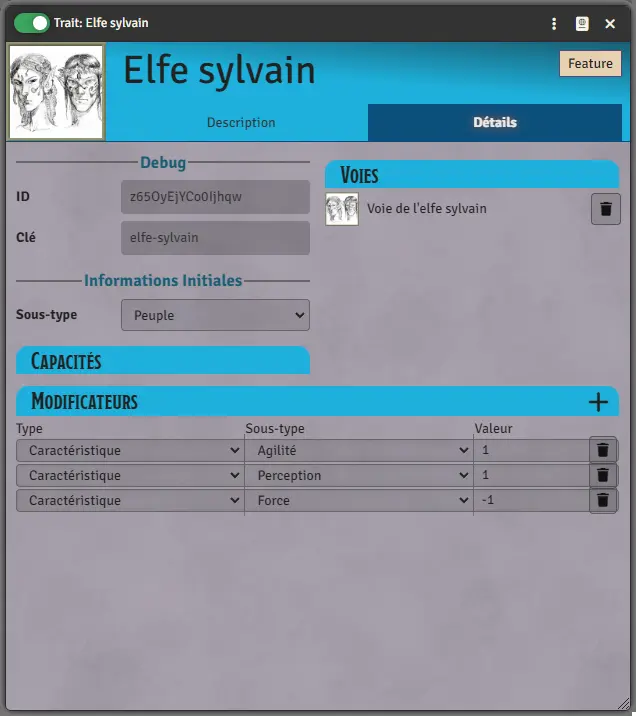 Trait: Elfe sylvain
Elfe sylvain
Feature
Description
Détails
Debug
ID
z65OyEjYCo0Ijhqw
Clé
elfe-sylvain
Informations Initiales
Sous-type
Peuple
Voies
Voie de l'elfe sylvain
Capacités
Modificateurs
Type Sous-type Valeur
Caractéristique Agilité 1
Caractéristique Perception 1
Caractéristique Force -1